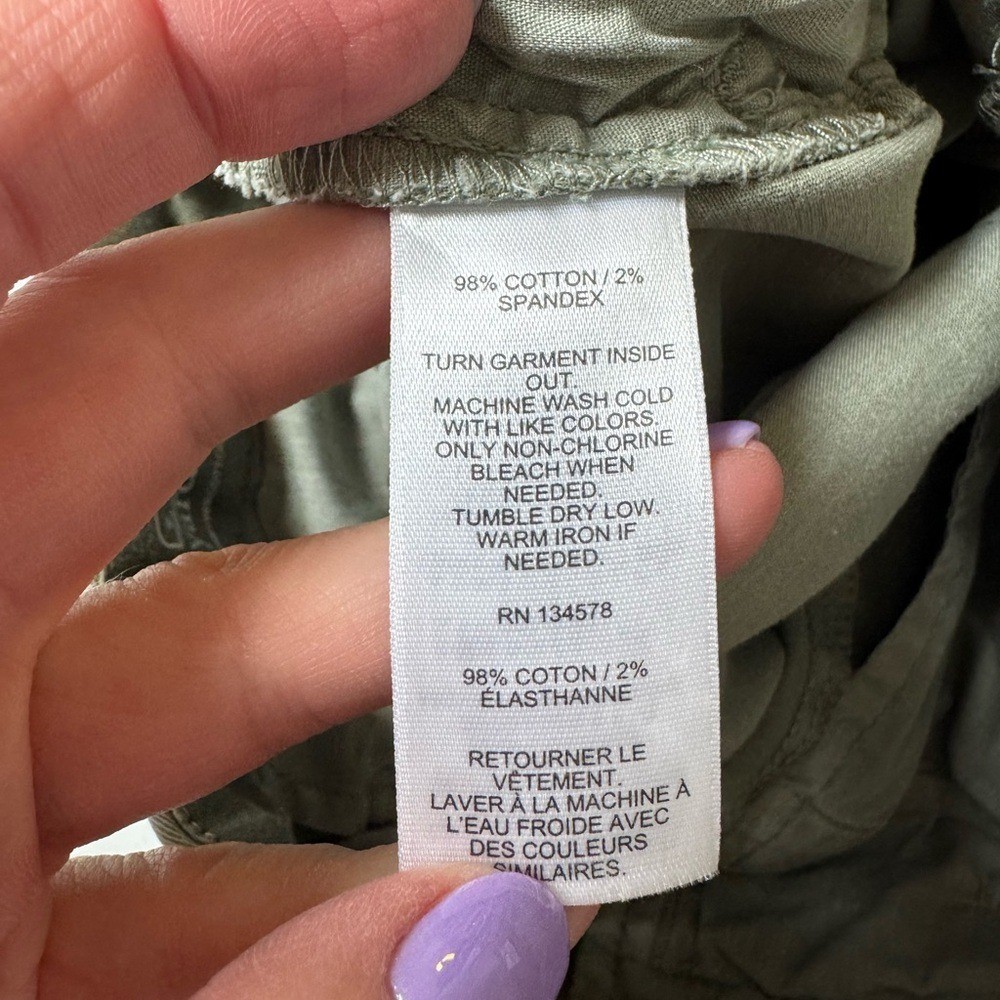 98% COTTON / 2%
SPANDEX
TURN GARMENT INSIDE
OUT.
MACHINE WASH COLD
WITH LIKE COLORS.
ONLY NON-CHLORINE
BLEACH WHEN
NEEDED.
TUMBLE DRY LOW.
WARM IRON IF
NEEDED.
RN 134578
98% COTON / 2%
ÉLASTHANNE
RETOURNER LE
VÊTEMENT.
LAVER À LA MACHINE À
L'EAU FROIDE AVEC
DES COULEURS
SIMILAIRES.